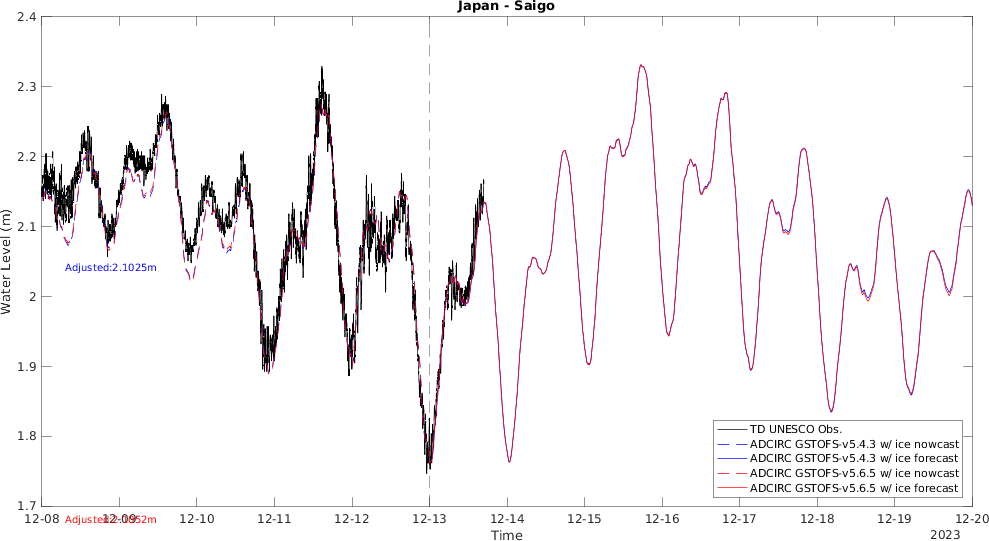 Japan - Saigo
2.4
2.3
2.2
2.1
2
1.9
1.8
1.7
Water Level (m)
Adjusted:2.1025m
TD UNESCO Obs.
ADCIRC GSTOFS-v5.4.3 w/ ice nowcast
ADCIRC GSTOFS-v5.4.3 w/ ice forecast
ADCIRC GSTOFS-v5.6.5 w/ ice nowcast
ADCIRC GSTOFS-v5.6.5 w/ ice forecast
12-08 12-09 12-10 12-11 12-12 12-13 12-14 12-15 12-16 12-17 12-18 12-19 12-20
Time
2023